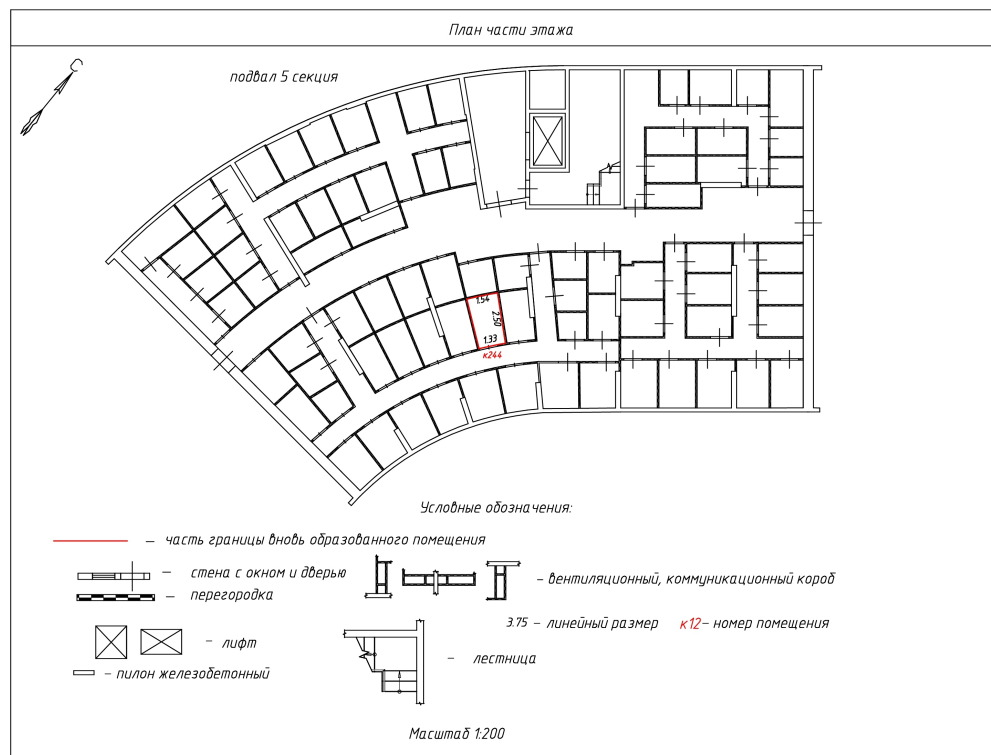 План части этажа
С
подвал 5 секция
1.54
2.50
1.33
к244
Условные обозначения:
– часть границы вновь образованного помещения
– стена с окном и дверью
– перегородка
– вентиляционный, коммуникационный короб
3.75 – линейный размер к12 – номер помещения
– лифт
– лестница
– пилон железобетонный
Масштаб 1:200